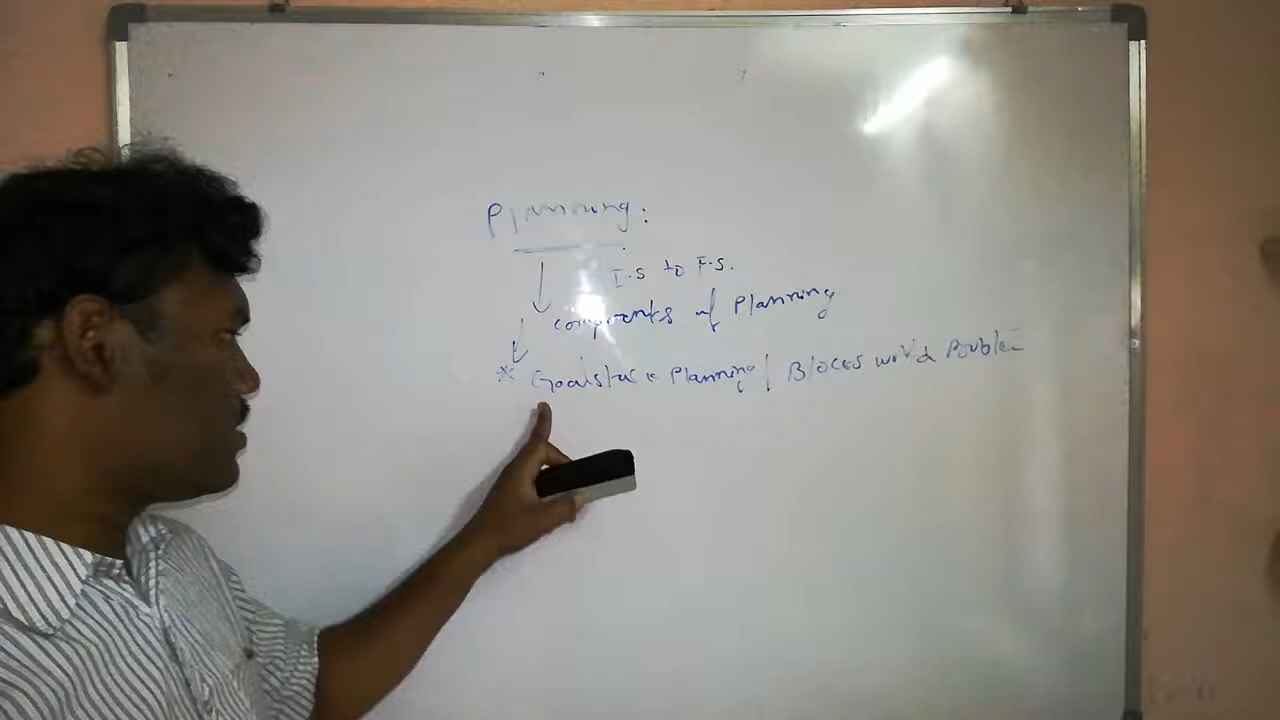 Planning:
I.S to F.S.
components of Planning
* Goalstack Planning / Blocks world Problem